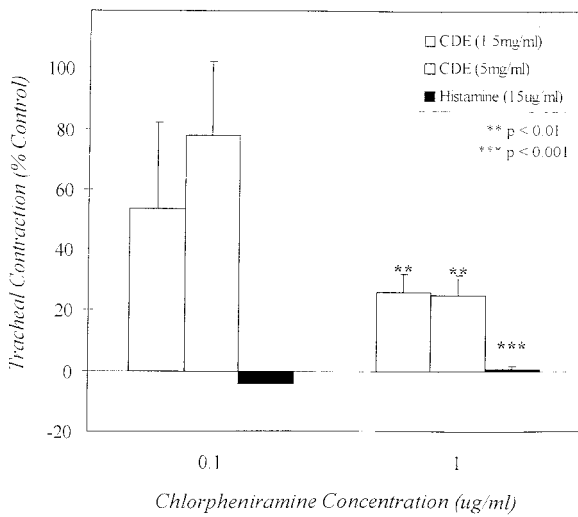 CDE (1 5mg/ml)
CDE (5mg/ml)
Histamine (15ug/ml)
** p < 0.01
*** p < 0.001
100
80
60
40
20
0
-20
Tracheal Contraction (% Control)
** **
***
0.1 1
Chlorpheniramine Concentration (ug/ml)